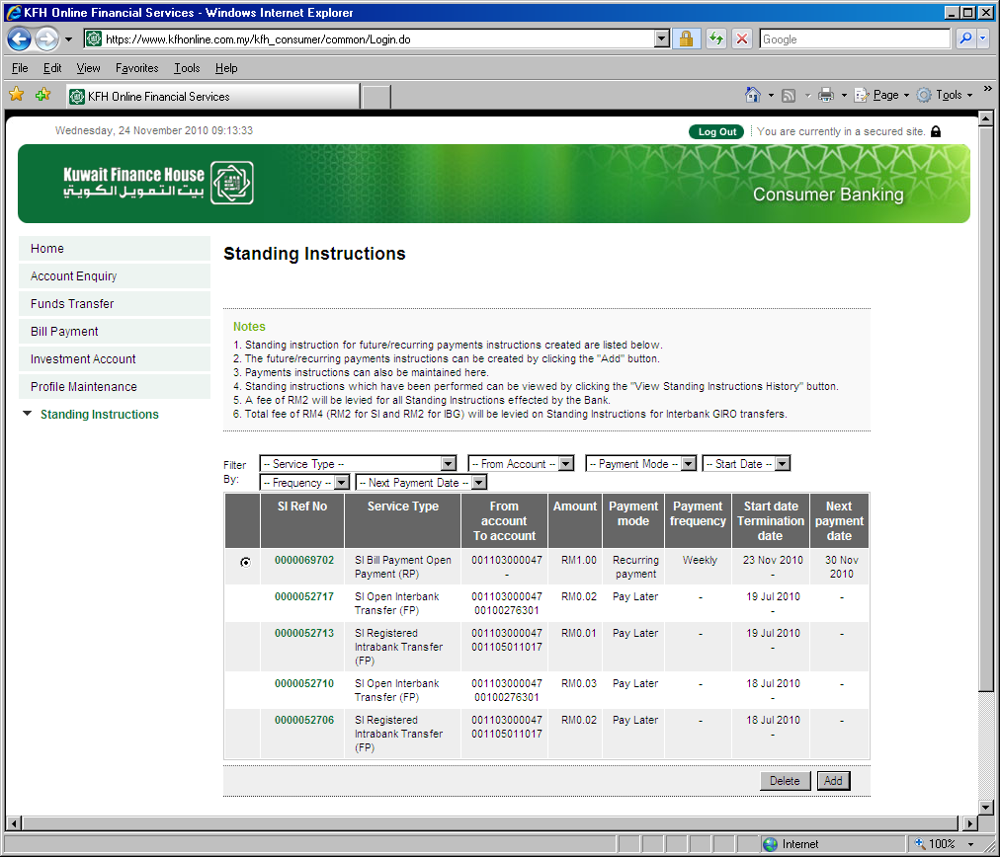 KFH Online Financial Services - Windows Internet Explorer
https://www.kfhonline.com.my/kfh_consumer/common/Login.do
Google
File Edit View Favorites Tools Help
KFH Online Financial Services
Page Tools »
Wednesday, 24 November 2010 09:13:33
Log Out You are currently in a secured site.
Kuwait Finance House
بيت التمويل الكويتي
Consumer Banking
Home
Account Enquiry
Funds Transfer
Bill Payment
Investment Account
Profile Maintenance
Standing Instructions
Standing Instructions
Notes
1. Standing instruction for future/recurring payments instructions created are listed below.
2. The future/recurring payments instructions can be created by clicking the "Add" button.
3. Payments instructions can also be maintained here.
4. Standing instructions which have been performed can be viewed by clicking the "View Standing Instructions History" button.
5. A fee of RM2 will be levied for all Standing Instructions effected by the Bank.
6. Total fee of RM4 (RM2 for SI and RM2 for IBG) will be levied on Standing Instructions for Interbank GIRO transfers.
Filter By:
-- Service Type -- -- From Account -- -- Payment Mode -- -- Start Date --
-- Frequency -- -- Next Payment Date --
SI Ref No Service Type From account To account Amount Payment mode Payment frequency Start date Termination date Next payment date
0000069702 SI Bill Payment Open 001103000047 RM1.00 Recurring Weekly 23 Nov 2010 30 Nov
Payment (RP) - payment - 2010
0000052717 SI Open Interbank 001103000047 RM0.02 Pay Later - 19 Jul 2010 -
Transfer (FP) 00100276301 -
0000052713 SI Registered 001103000047 RM0.01 Pay Later - 19 Jul 2010 -
Intrabank Transfer 001105011017 -
(FP)
0000052710 SI Open Interbank 001103000047 RM0.03 Pay Later - 18 Jul 2010 -
Transfer (FP) 00100276301 -
0000052706 SI Registered 001103000047 RM0.02 Pay Later - 18 Jul 2010 -
Intrabank Transfer 001105011017 -
(FP)
Delete Add
Internet 100%